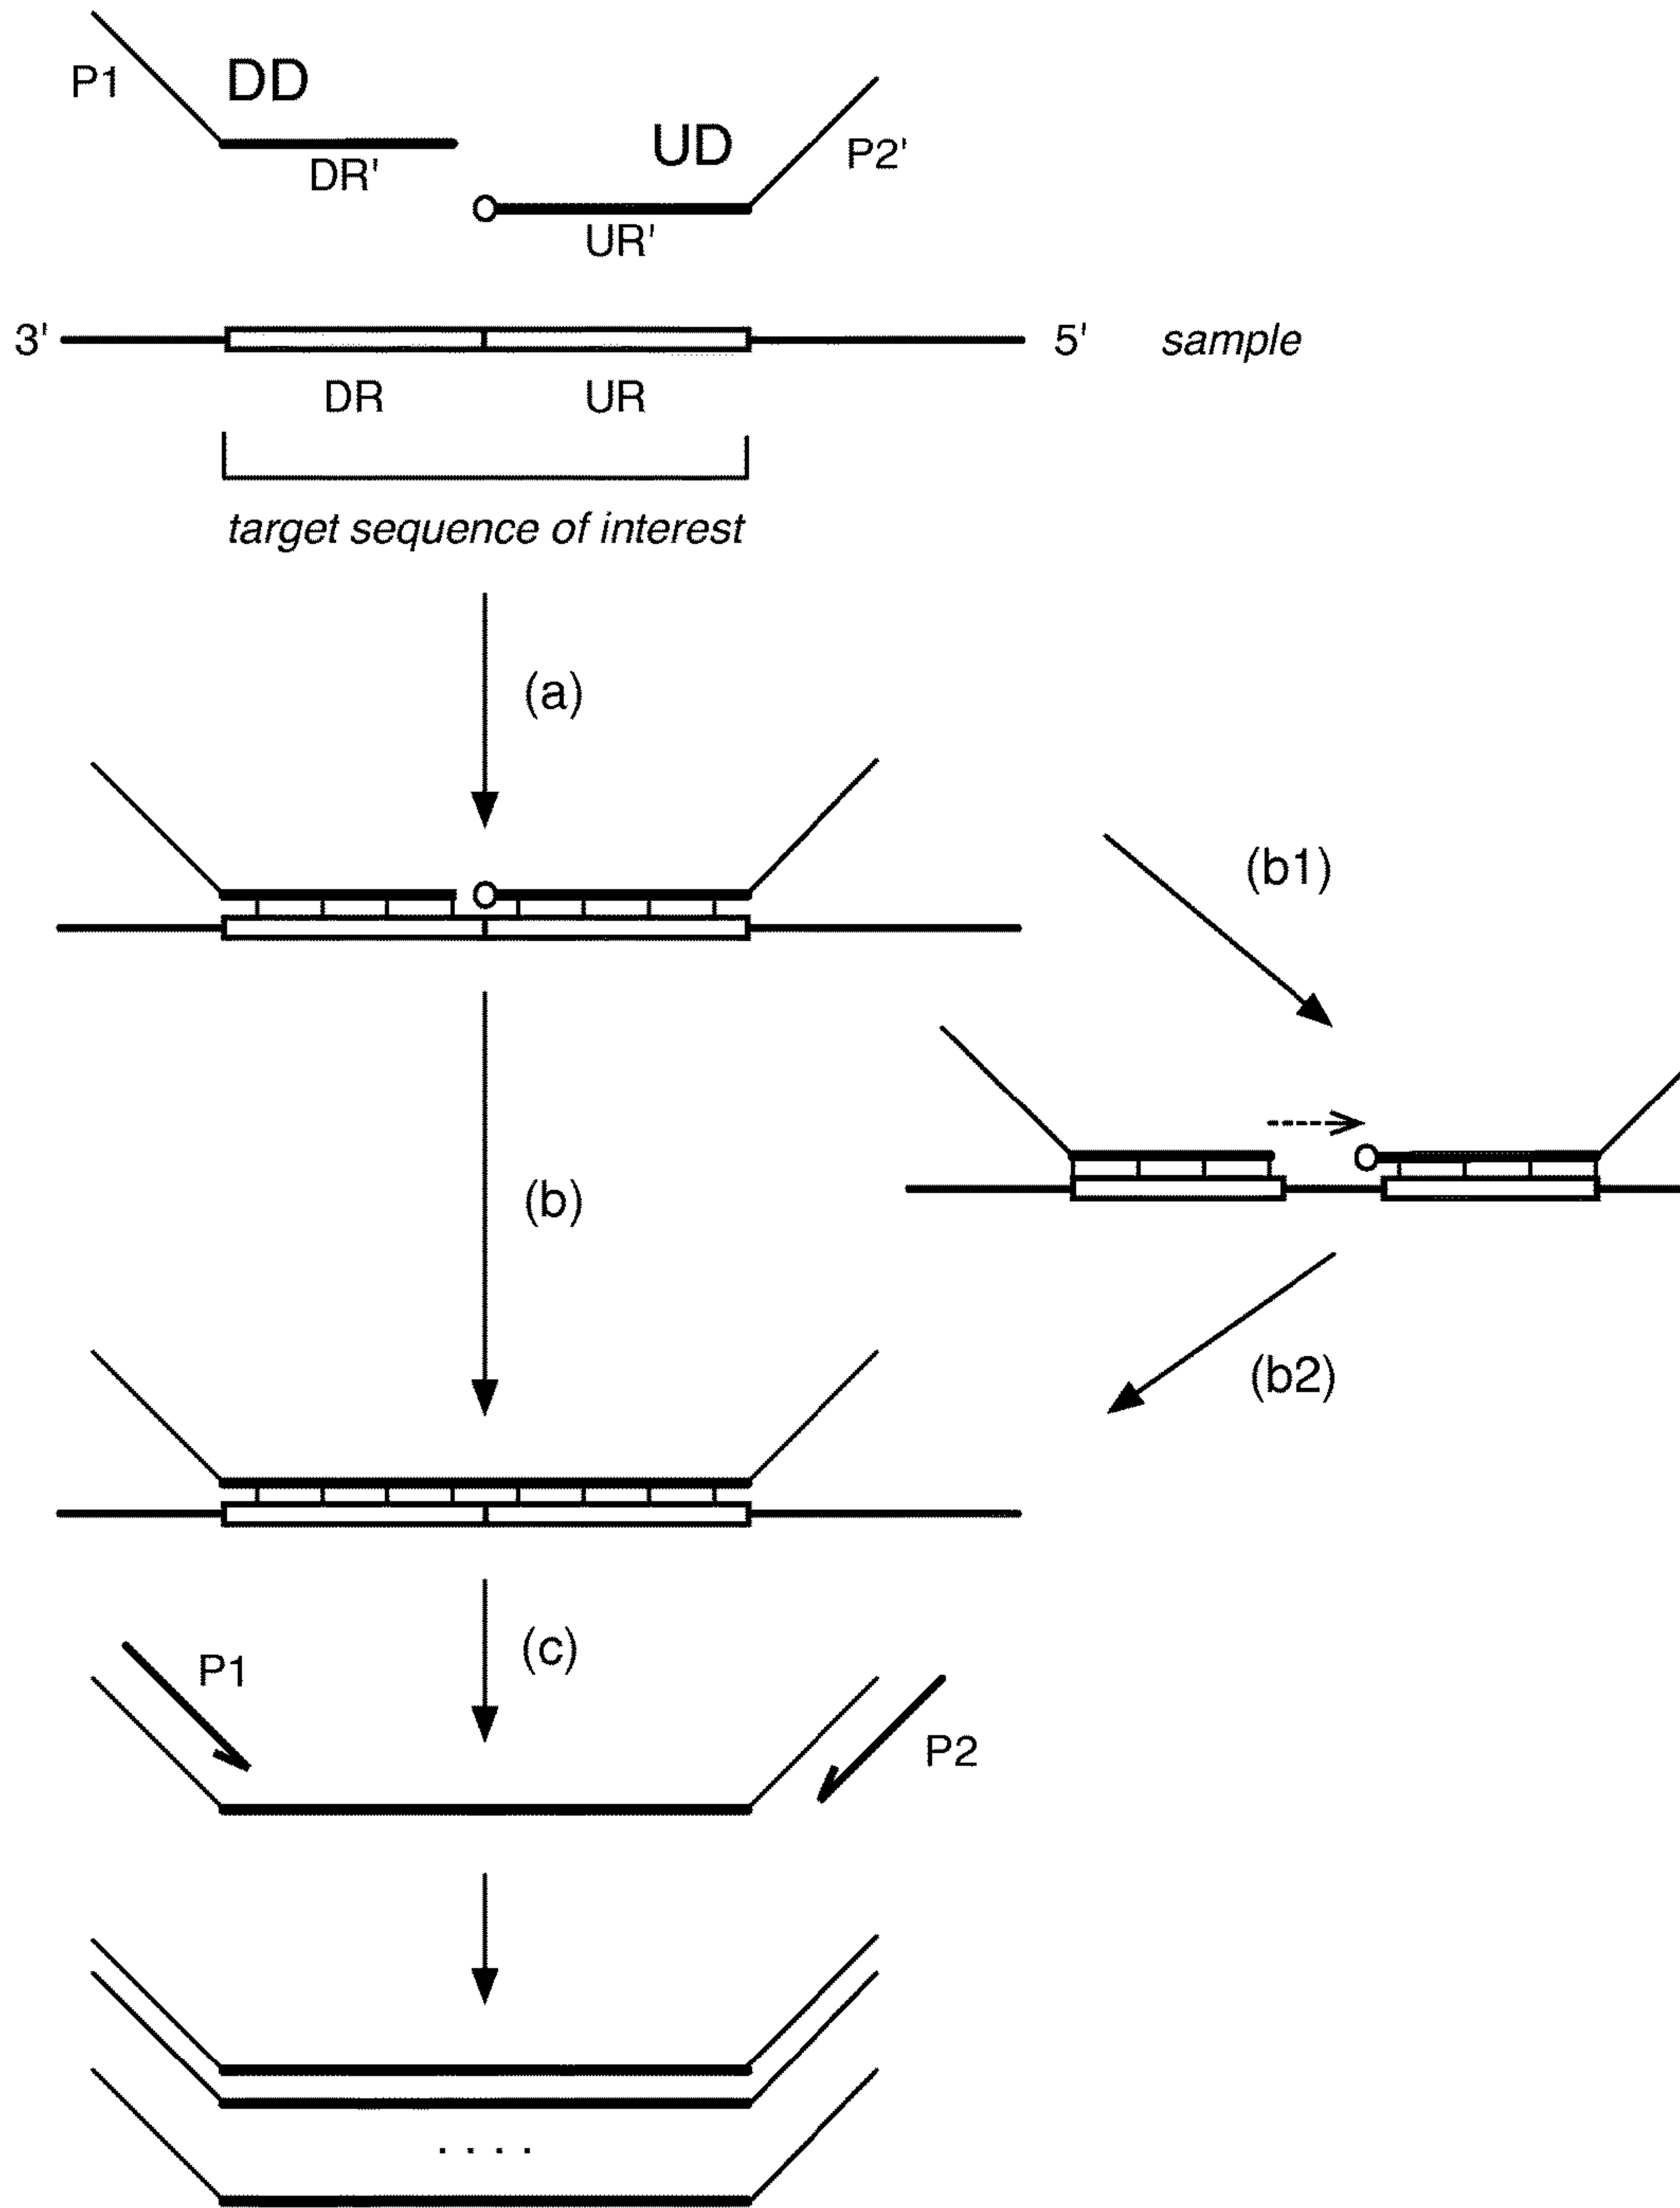 P1
DD
DR'
UD
P2'
UR'
3'
5'
sample
DR
UR
target sequence of interest
(a)
(b1)
(b)
(b2)
(c)
P1
P2
. . . .